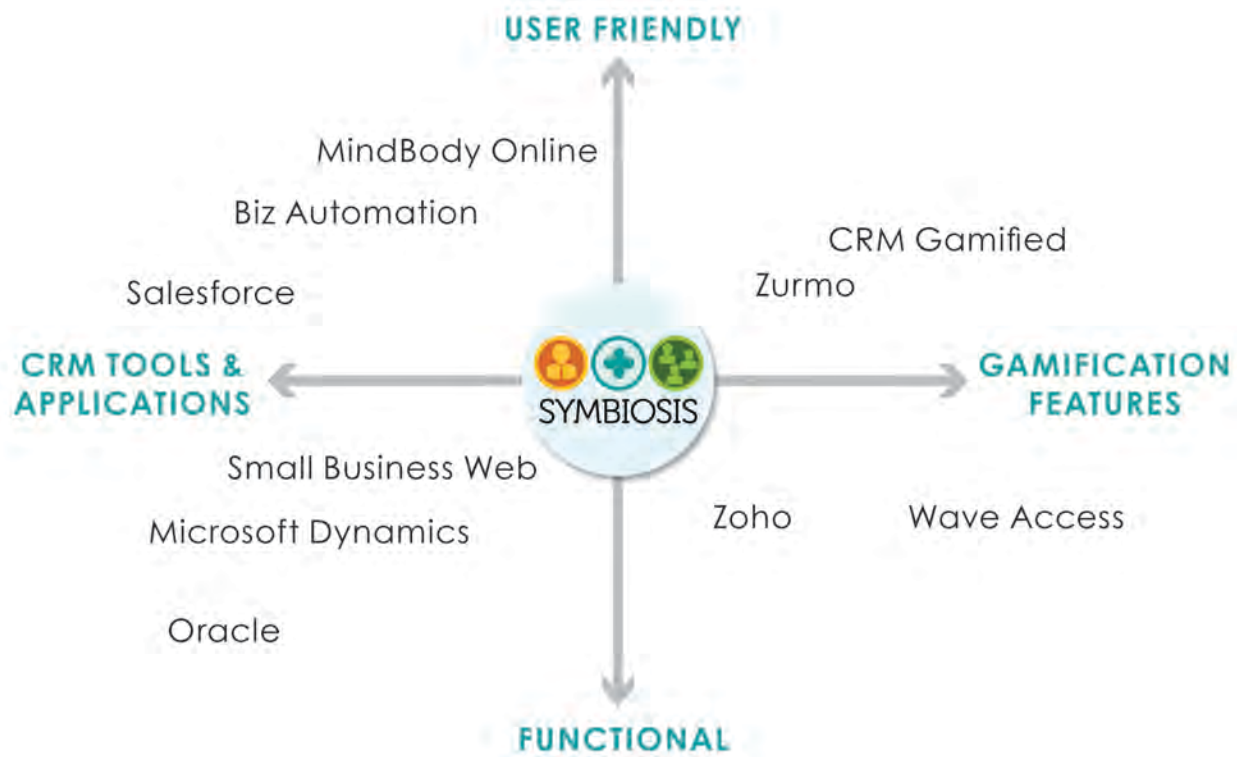 USER FRIENDLY
MindBody Online
Biz Automation
CRM Gamified
Salesforce
Zurmo
CRM TOOLS &
APPLICATIONS
SYMBIOSIS
GAMIFICATION
FEATURES
Small Business Web
Microsoft Dynamics
Zoho
Wave Access
Oracle
FUNCTIONAL